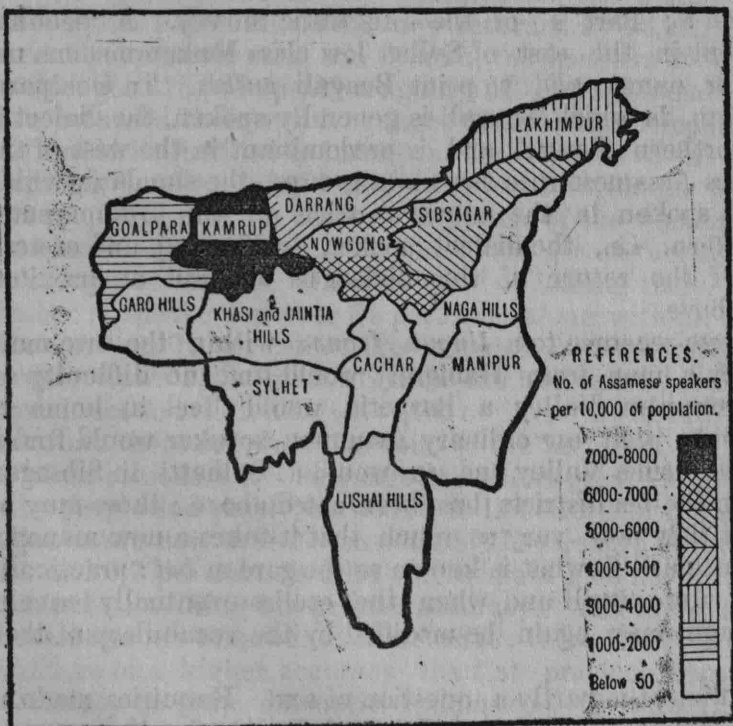 LAKHIMPUR
DARRANG
SIBSAGAR
GOALPARA
KAMRUP
NOWGONG
GARO HILLS
KHASI and JAINTIA
HILLS
NAGA HILLS
CACHAR
MANIPUR
SYLHET
LUSHAI HILLS
REFERENCES.
No. of Assamese speakers
per 10,000 of population.
7000-8000
6000-7000
5000-6000
4000-5000
3000-4000
1000-2000
Below 50